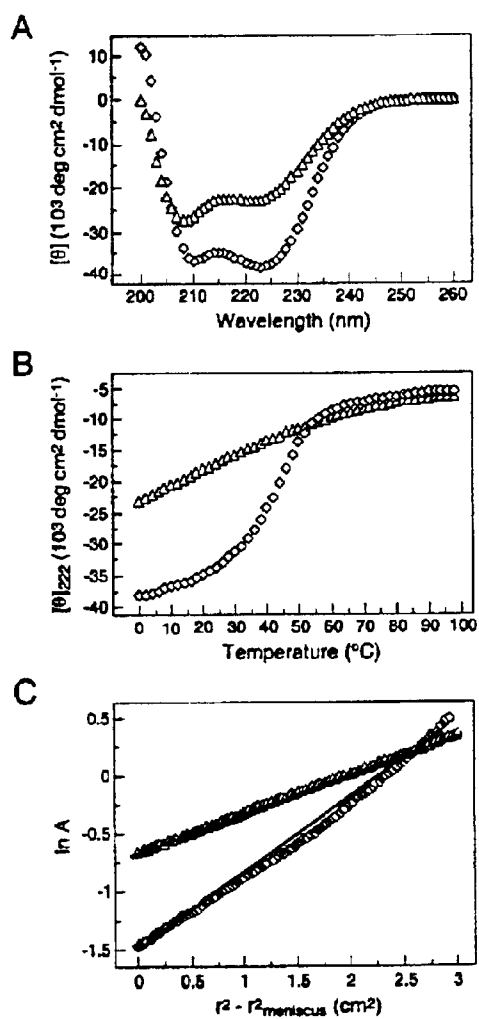 A
[θ] (10³ deg cm² dmol⁻¹)
10
0
-10
-20
-30
-40
200 210 220 230 240 250 260
Wavelength (nm)
B
[θ]₂₂₂ (10³ deg cm² dmol⁻¹)
-5
-10
-15
-20
-25
-30
-35
-40
0 10 20 30 40 50 60 70 80 90 100
Temperature (°C)
C
ln A
0.5
0
-0.5
-1
-1.5
0 0.5 1 1.5 2 2.5 3
r² - r²meniscus (cm²)